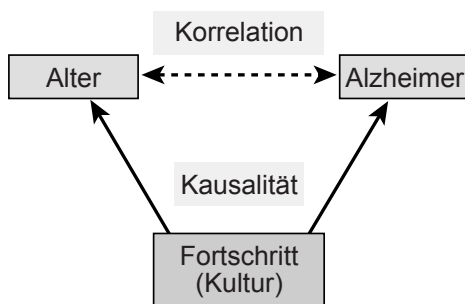 Korrelation
Alter
Alzheimer
Kausalität
Fortschritt
(Kultur)